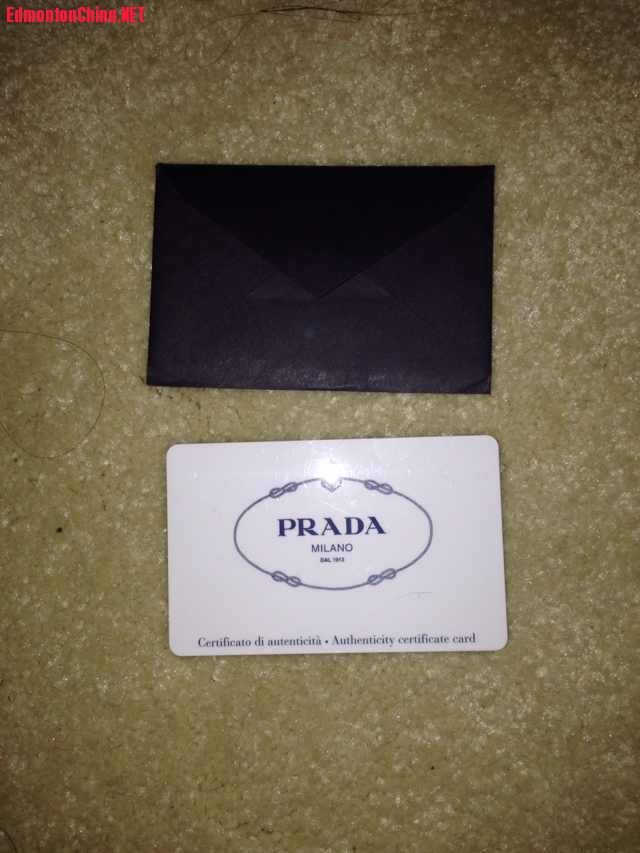 EdmontonChina.NET
PRADA
MILANO
DAL 1913
Certificato di autenticità • Authenticity certificate card